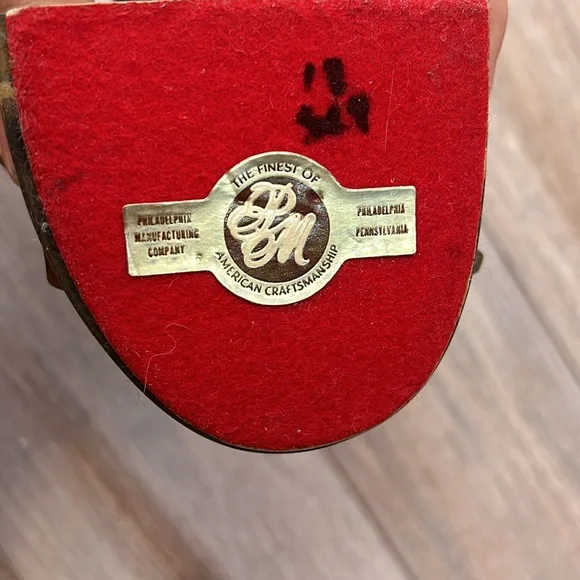 THE FINEST OF
PHILADELPHIA
MANUFACTURING
COMPANY
PM
PHILADELPHIA
PENNSYLVANIA
AMERICAN CRAFTSMANSHIP